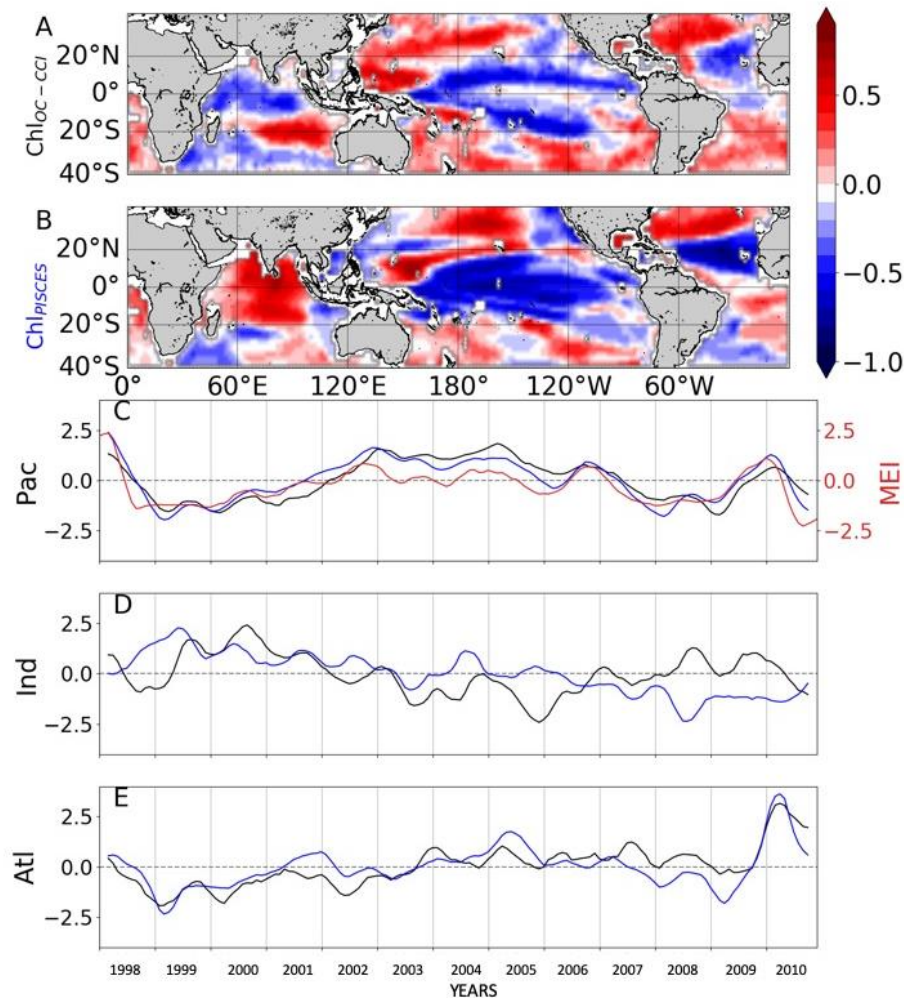 A
Chl_OC-CCI
20°N
0°
20°S
40°S
B
Chl_PISCES
20°N
0°
20°S
40°S
0° 60°E 120°E 180° 120°W 60°W
0.5
0.0
−0.5
−1.0
C
Pac
2.5
0.0
−2.5
2.5
0.0
−2.5
MEI
D
Ind
2.5
0.0
−2.5
E
Atl
2.5
0.0
−2.5
1998 1999 2000 2001 2002 2003 2004 2005 2006 2007 2008 2009 2010
YEARS